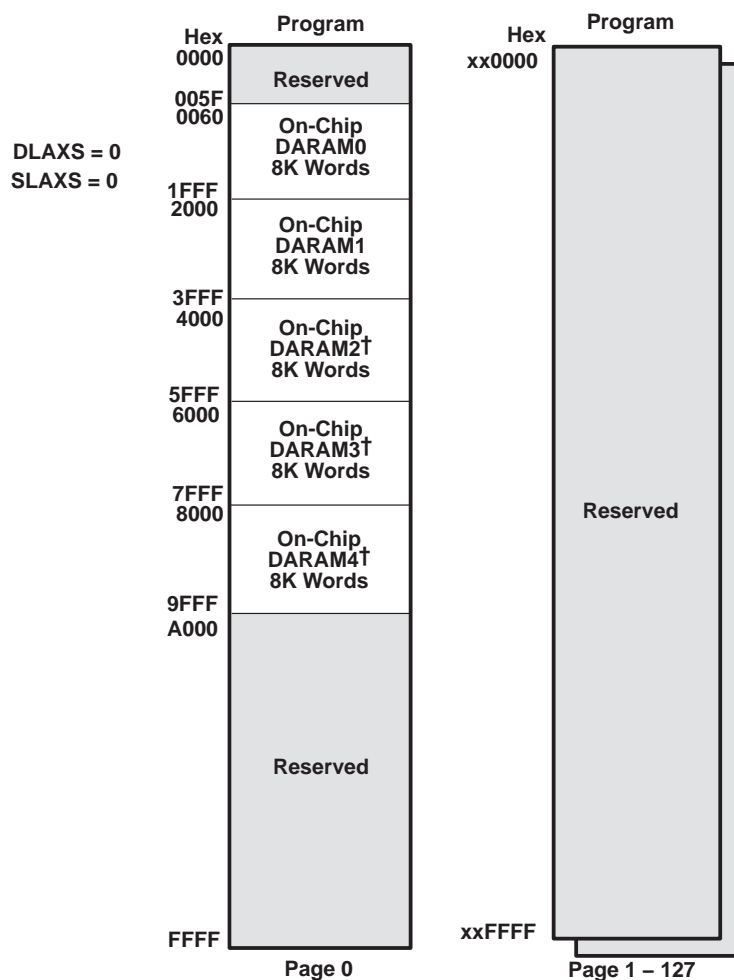 Hex
Program
0000
Reserved
005F
0060
On-Chip
DARAM0
8K Words
DLAXS = 0
SLAXS = 0
1FFF
2000
On-Chip
DARAM1
8K Words
3FFF
4000
On-Chip
DARAM2†
8K Words
5FFF
6000
On-Chip
DARAM3†
8K Words
7FFF
8000
On-Chip
DARAM4†
8K Words
9FFF
A000
Reserved
FFFF
Page 0
Hex
Program
xx0000
Reserved
xxFFFF
Page 1 – 127